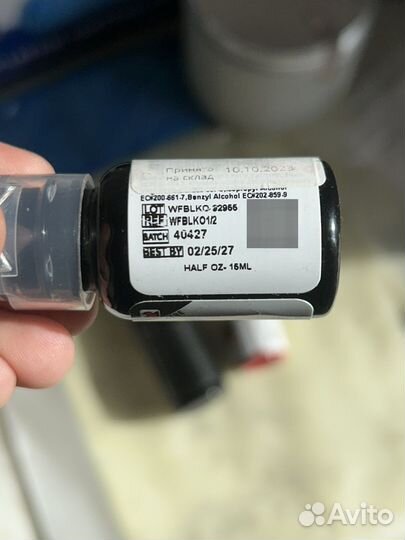 Принято 10.10.2023
на склад
EC#200-661-7, Benzyl Alcohol EC#202-859-9
LOT WFBLKO-92955
REF WFBLKO1/2
BATCH 40427
BEST BY 02/25/27
HALF OZ- 15ML
Avito